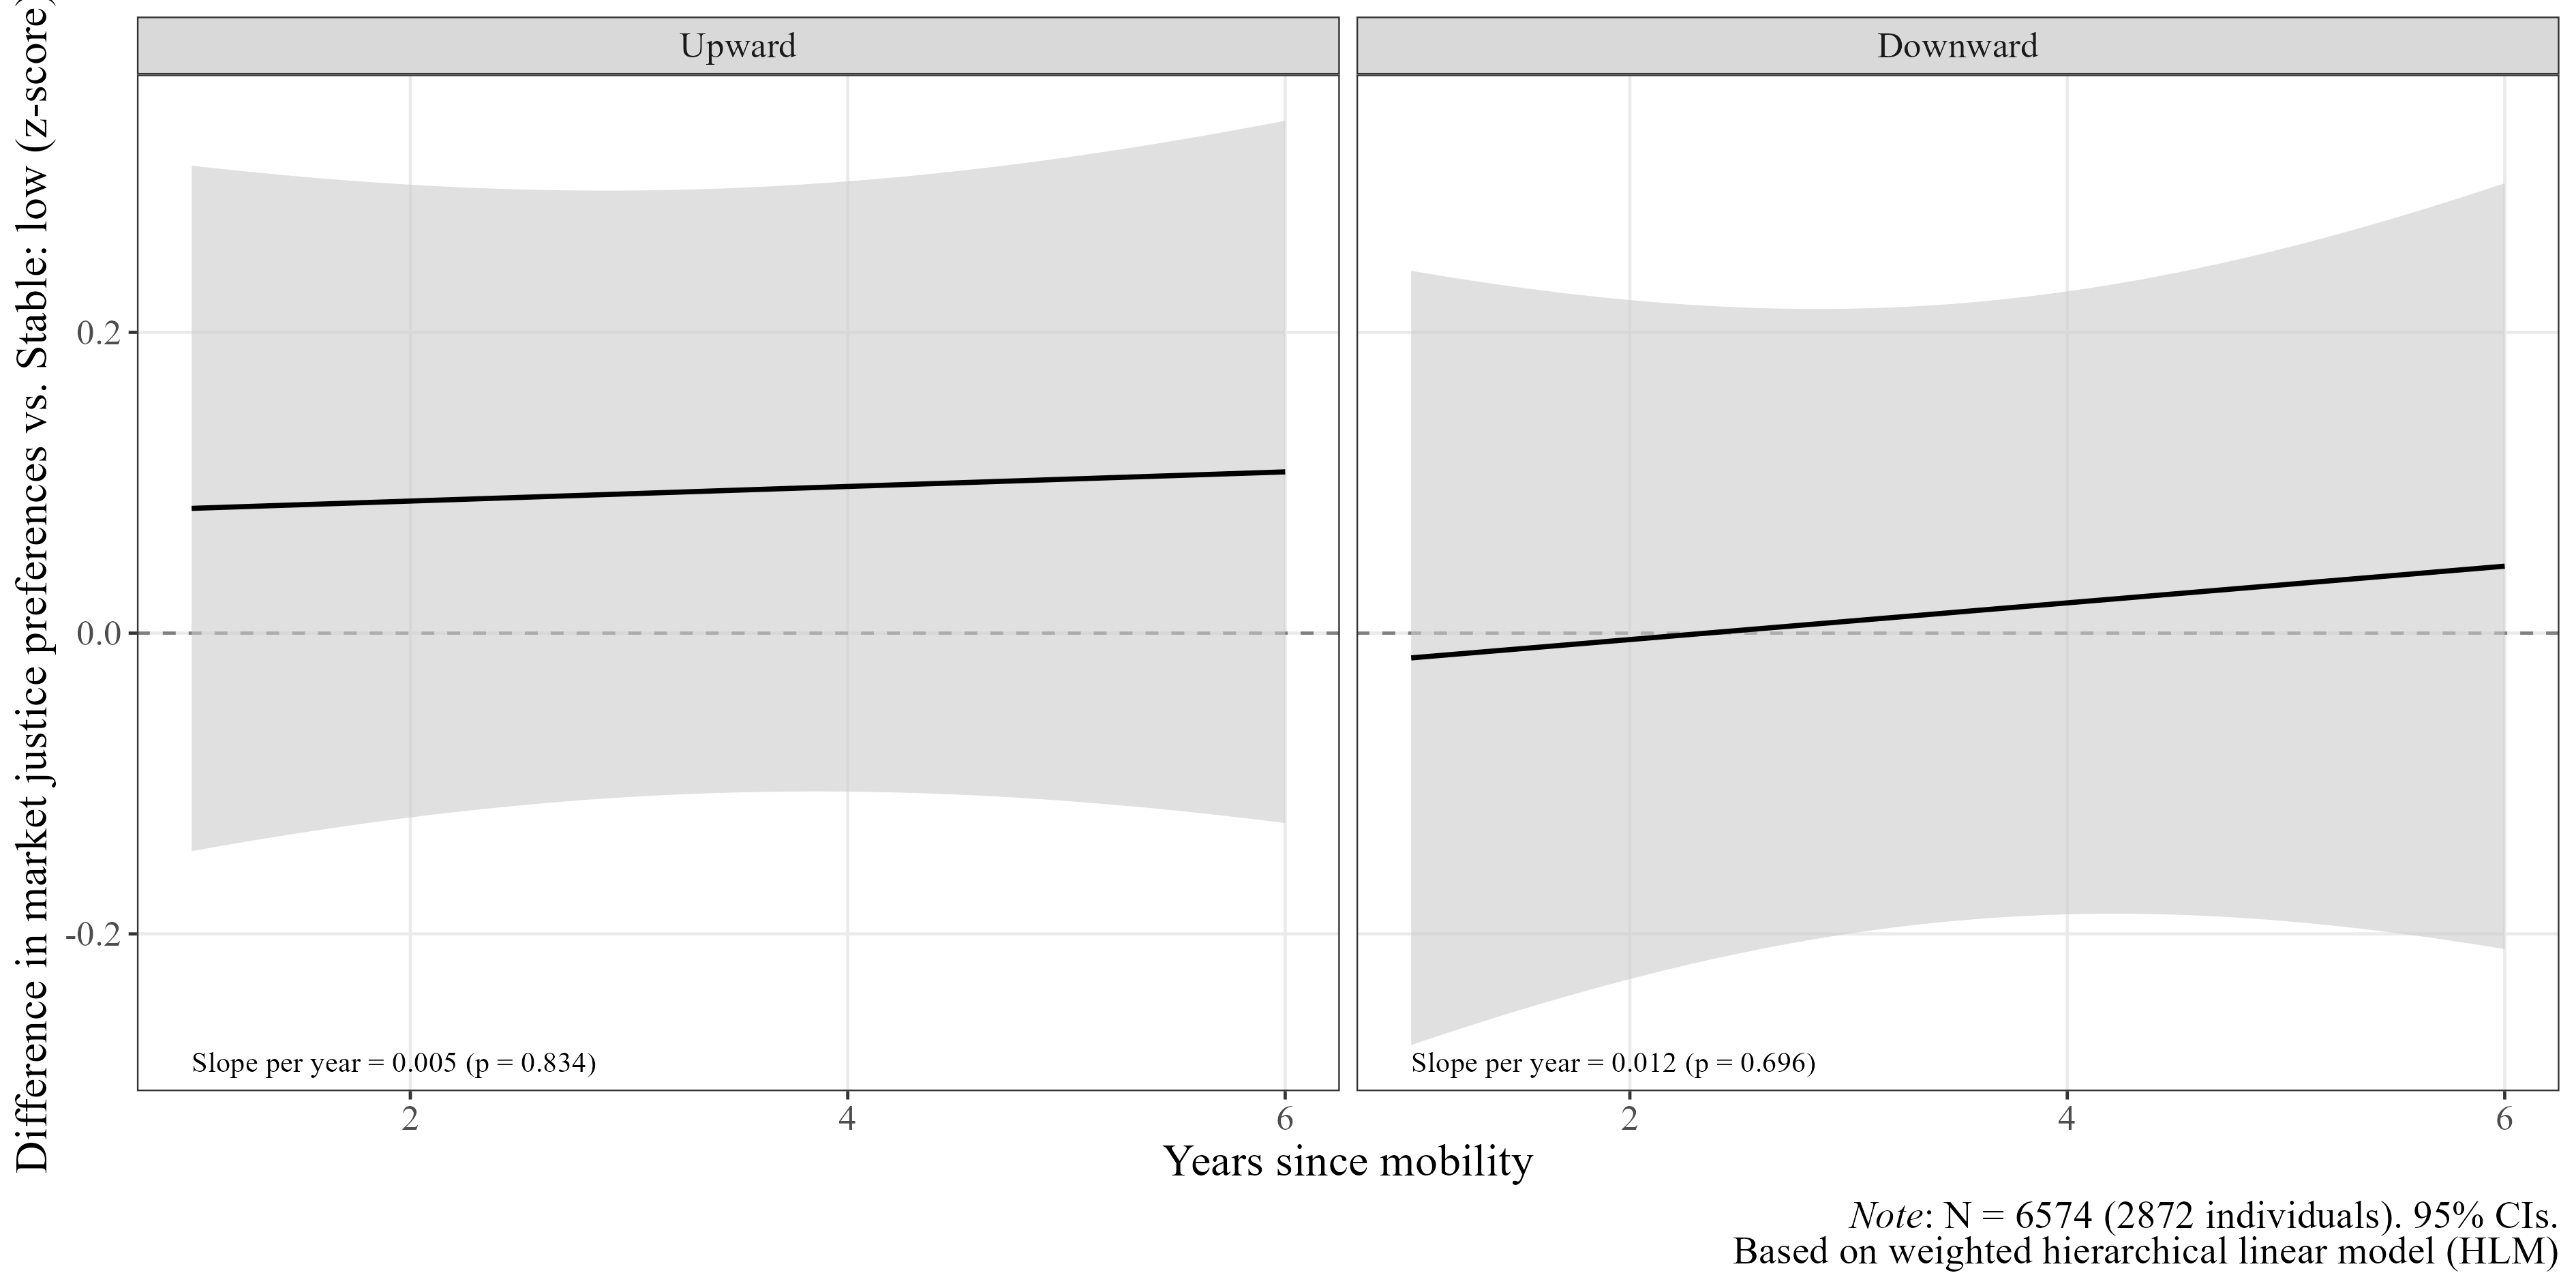 Upward
Downward
Difference in market justice preferences vs. Stable: low (z-score)
0.2
0.0
-0.2
Slope per year = 0.005 (p = 0.834)
Slope per year = 0.012 (p = 0.696)
2
4
6
2
4
6
Years since mobility
Note: N = 6574 (2872 individuals). 95% CIs.
Based on weighted hierarchical linear model (HLM)